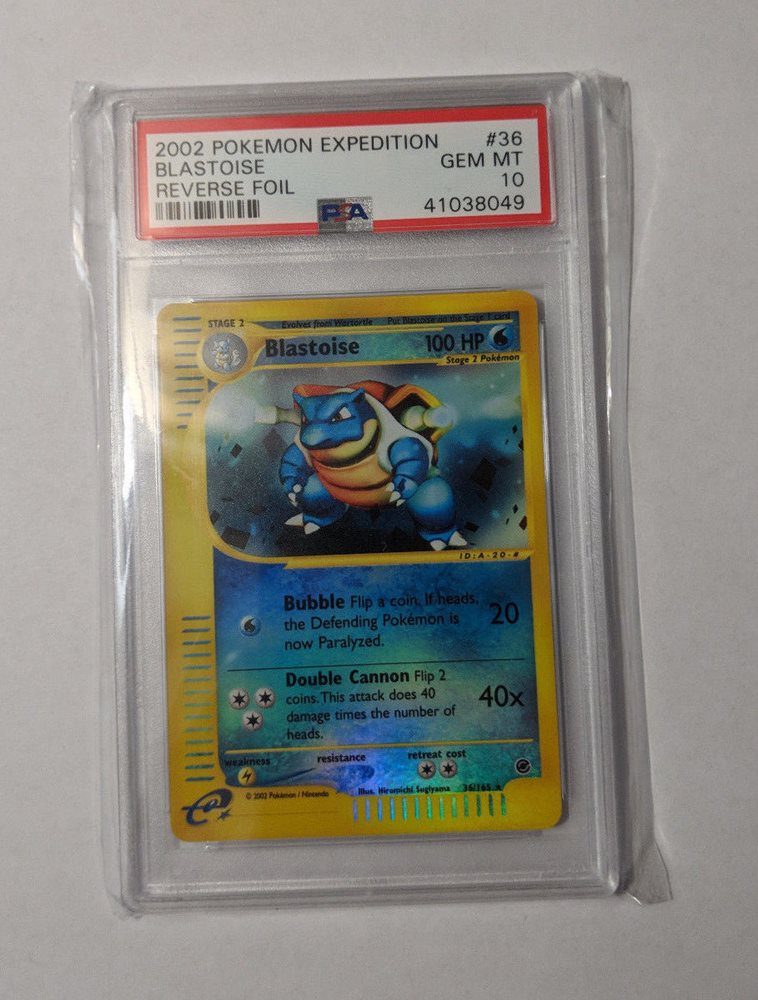 2002 POKEMON EXPEDITION #36
BLASTOISE GEM MT
REVERSE FOIL 10
PSA 41038049
STAGE 2 Evolves from Wartortle Put Blastoise on the Stage 1 card
Blastoise 100 HP
Stage 2 Pokémon
ID:A-20-#
Bubble Flip a coin. If heads,
the Defending Pokémon is
now Paralyzed.
20
Double Cannon Flip 2
coins. This attack does 40
damage times the number of
heads.
40x
weakness resistance retreat cost
© 2002 Pokémon / Nintendo
Illus. Hiromichi Sugiyama 36/165 ★
e